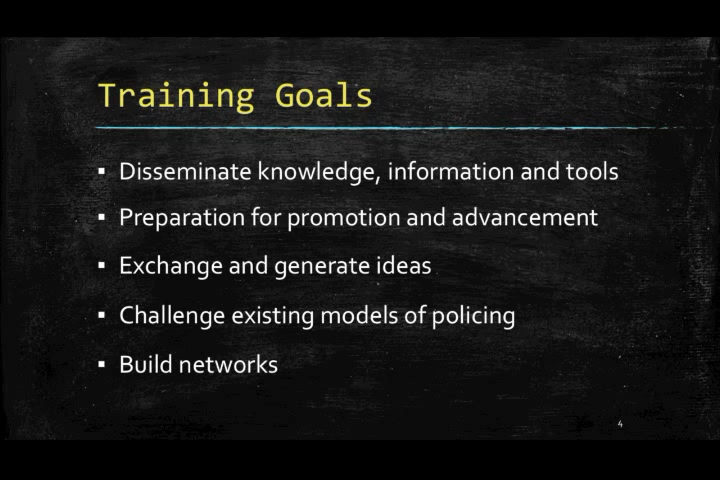 Training Goals
▪ Disseminate knowledge, information and tools
▪ Preparation for promotion and advancement
▪ Exchange and generate ideas
▪ Challenge existing models of policing
▪ Build networks
4